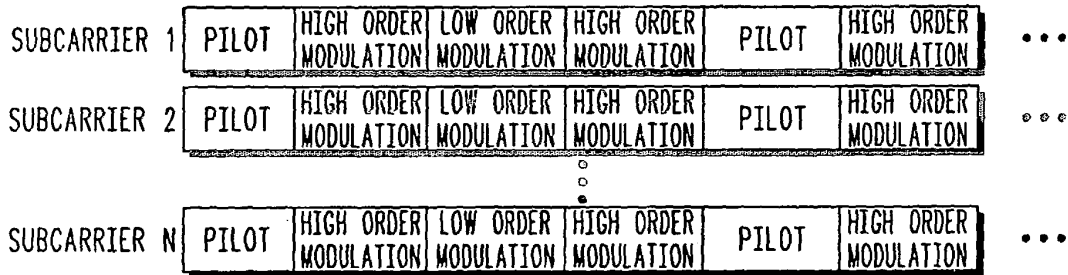 SUBCARRIER 1 PILOT HIGH ORDER MODULATION LOW ORDER MODULATION HIGH ORDER MODULATION PILOT HIGH ORDER MODULATION •••
SUBCARRIER 2 PILOT HIGH ORDER MODULATION LOW ORDER MODULATION HIGH ORDER MODULATION PILOT HIGH ORDER MODULATION •••
SUBCARRIER N PILOT HIGH ORDER MODULATION LOW ORDER MODULATION HIGH ORDER MODULATION PILOT HIGH ORDER MODULATION •••